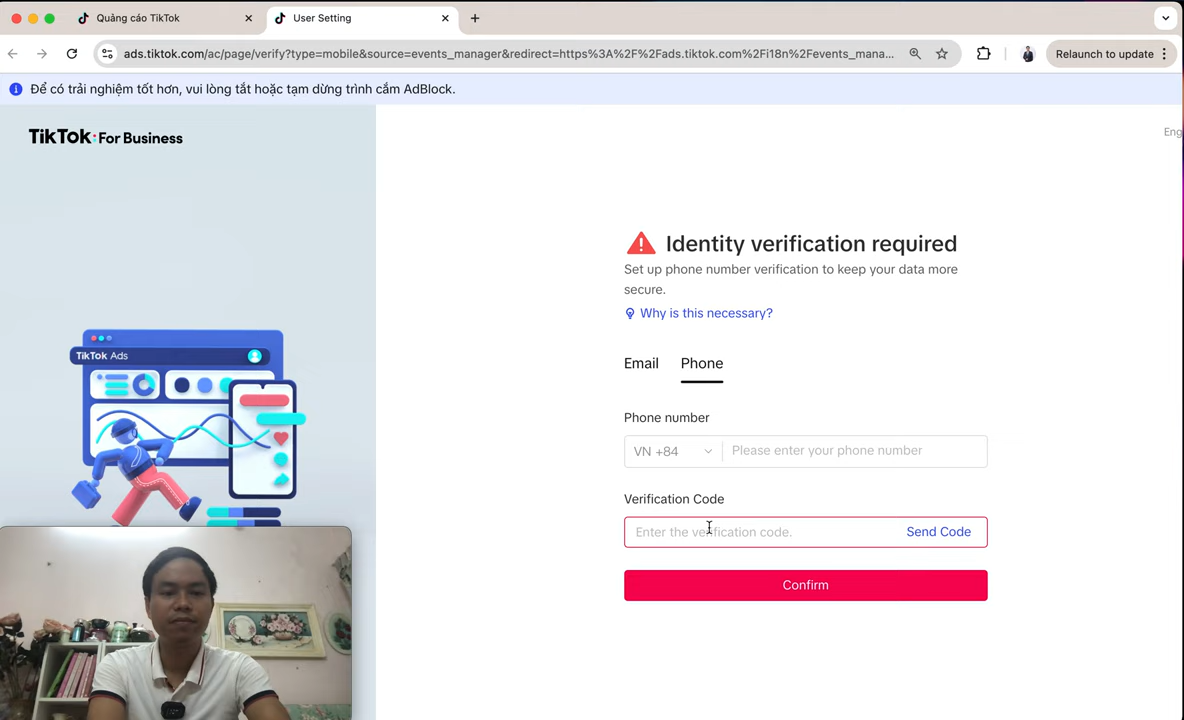 Quảng cáo TikTok
User Setting
ads.tiktok.com/ac/page/verify?type=mobile&source=events_manager&redirect=https%3A%2F%2Fads.tiktok.com%2Fi18n%2Fevents_mana...
Relaunch to update
Để có trải nghiệm tốt hơn, vui lòng tắt hoặc tạm dừng trình cắm AdBlock.
TikTok: For Business
Eng
Identity verification required
Set up phone number verification to keep your data more
secure.
Why is this necessary?
Email Phone
Phone number
VN +84 Please enter your phone number
Verification Code
Enter the verification code. Send Code
Confirm
TikTok Ads